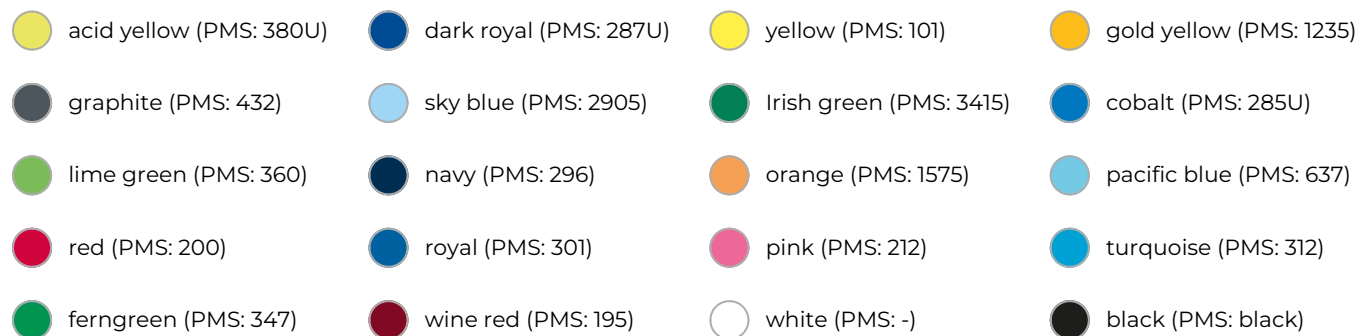 acid yellow (PMS: 380U) dark royal (PMS: 287U) yellow (PMS: 101) gold yellow (PMS: 1235)
graphite (PMS: 432) sky blue (PMS: 2905) Irish green (PMS: 3415) cobalt (PMS: 285U)
lime green (PMS: 360) navy (PMS: 296) orange (PMS: 1575) pacific blue (PMS: 637)
red (PMS: 200) royal (PMS: 301) pink (PMS: 212) turquoise (PMS: 312)
ferngreen (PMS: 347) wine red (PMS: 195) white (PMS: -) black (PMS: black)